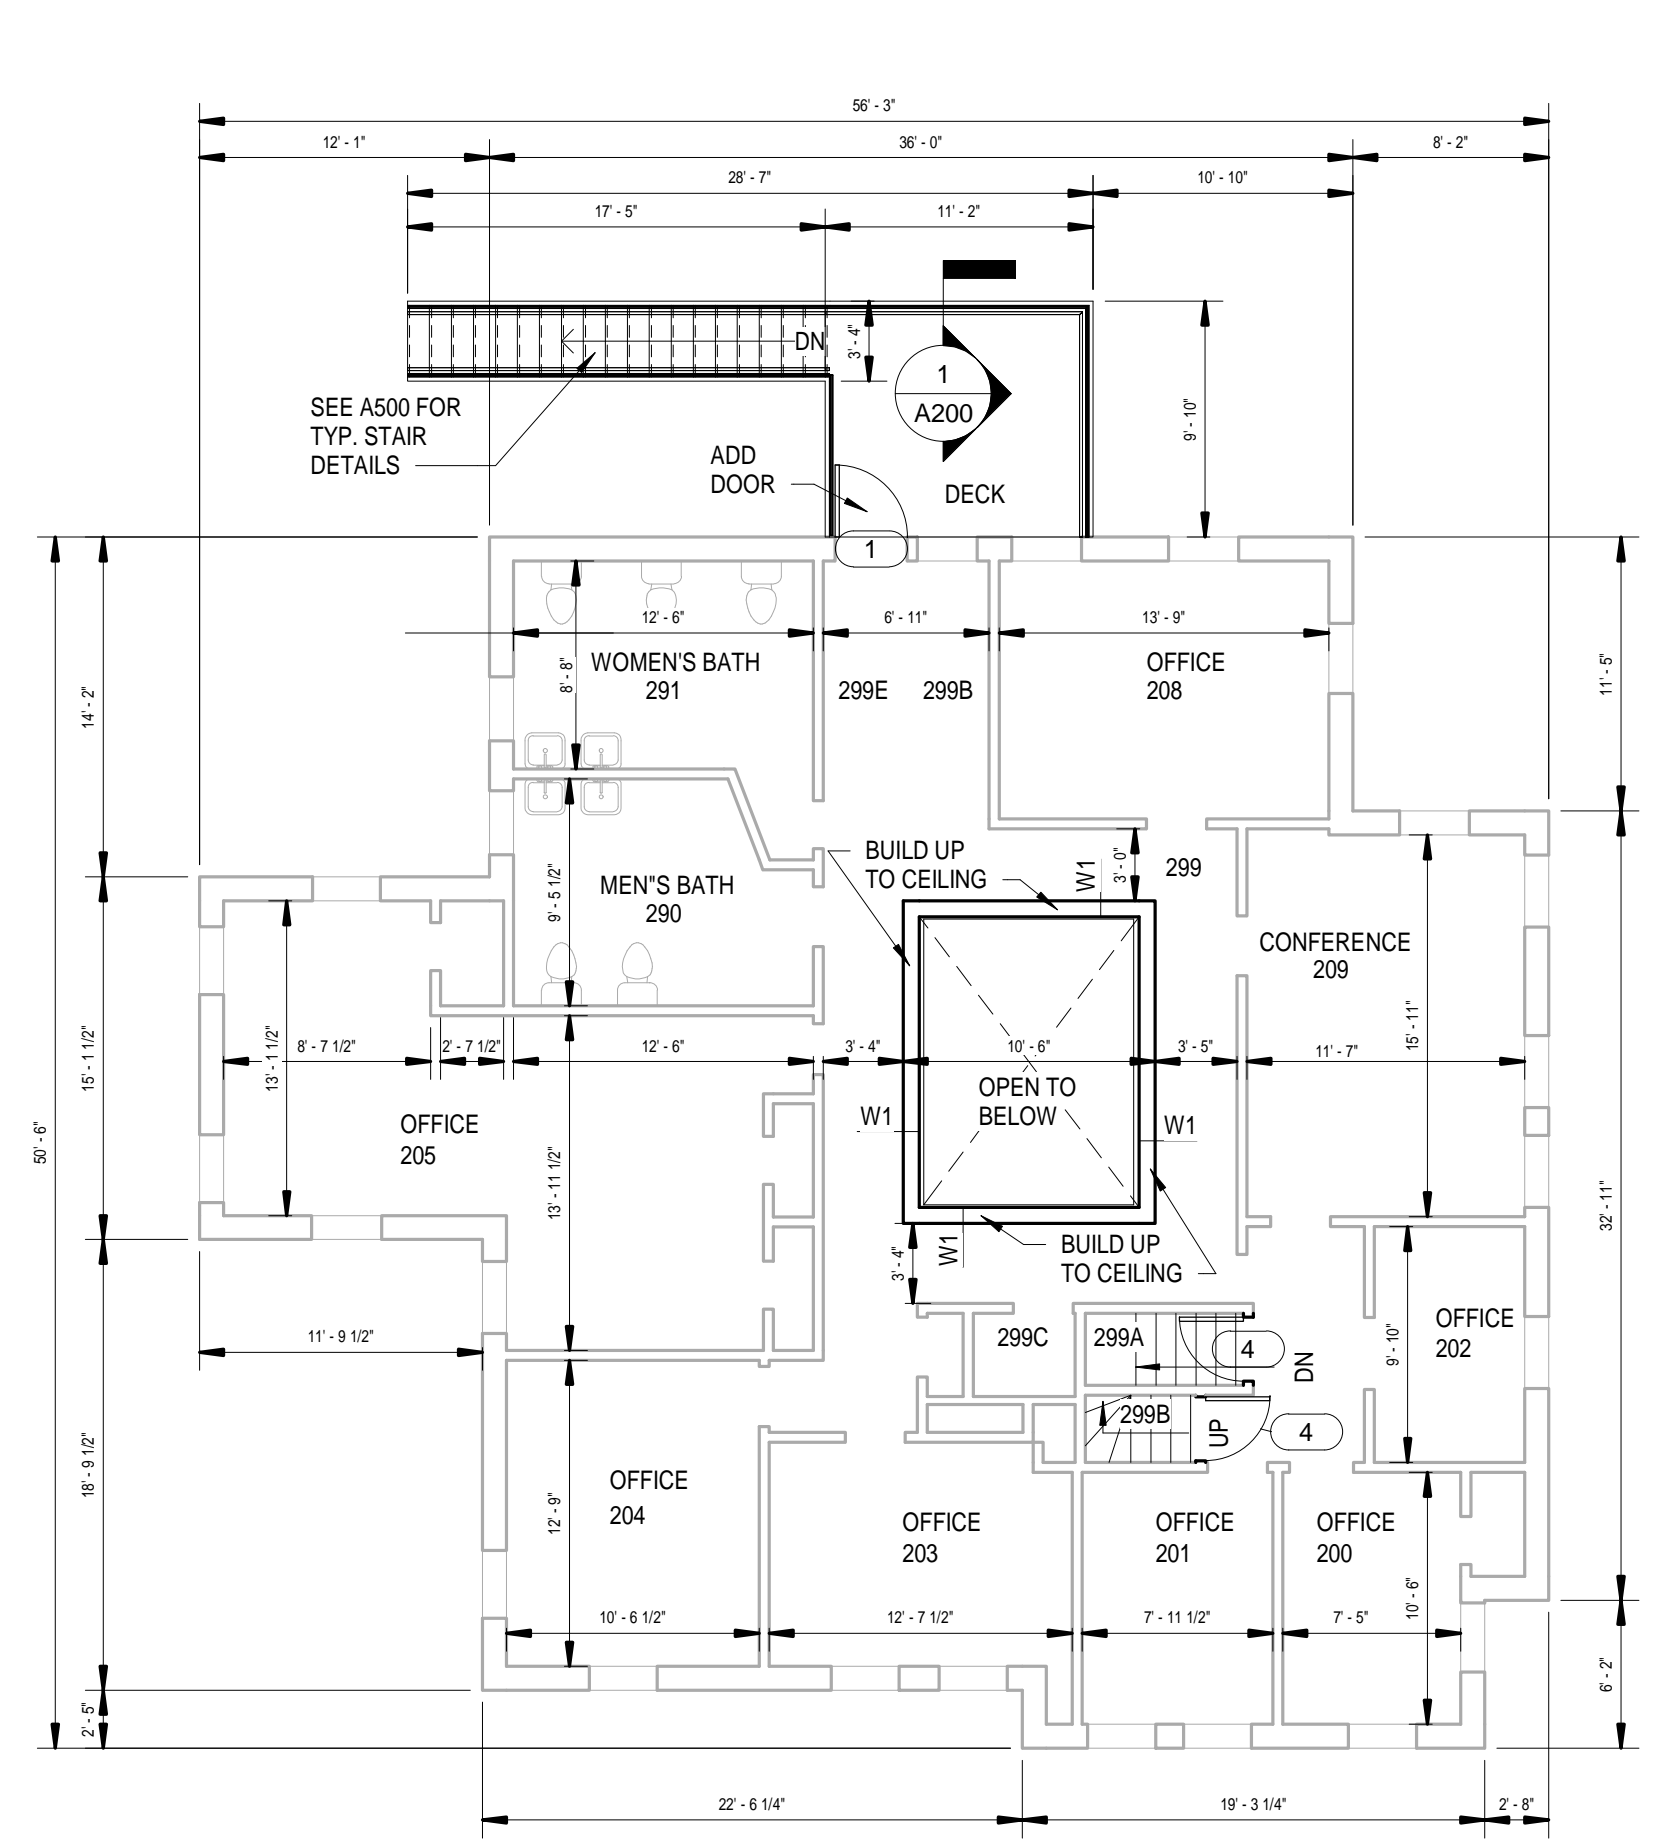 56' - 3"
12' - 1"
36' - 0"
8' - 2"
28' - 7"
10' - 10"
17' - 5"
11' - 2"
DN
3' - 4"
1
A200
9' - 10"
SEE A500 FOR
TYP. STAIR
DETAILS
ADD
DOOR
DECK
1
12' - 6"
6' - 11"
13' - 9"
8' - 8"
WOMEN'S BATH
291
299E
299B
OFFICE
208
14' - 2"
11' - 5"
BUILD UP
TO CEILING
W1
3' - 0"
299
9' - 5 1/2"
MEN"S BATH
290
CONFERENCE
209
15' - 1 1/2"
13' - 1 1/2"
8' - 7 1/2"
2' - 7 1/2"
12' - 6"
3' - 4"
10' - 6"
3' - 5"
11' - 7"
15' - 11"
OPEN TO
BELOW
W1
W1
OFFICE
205
50' - 6"
13' - 11 1/2"
32' - 11"
W1
BUILD UP
TO CEILING
3' - 4"
11' - 9 1/2"
299C
299A
4
DN
9' - 10"
OFFICE
202
299B
UP
4
18' - 9 1/2"
12' - 9"
OFFICE
204
OFFICE
203
OFFICE
201
OFFICE
200
10' - 6"
10' - 6 1/2"
12' - 7 1/2"
7' - 11 1/2"
7' - 5"
6' - 2"
2' - 5"
22' - 6 1/4"
19' - 3 1/4"
2' - 8"